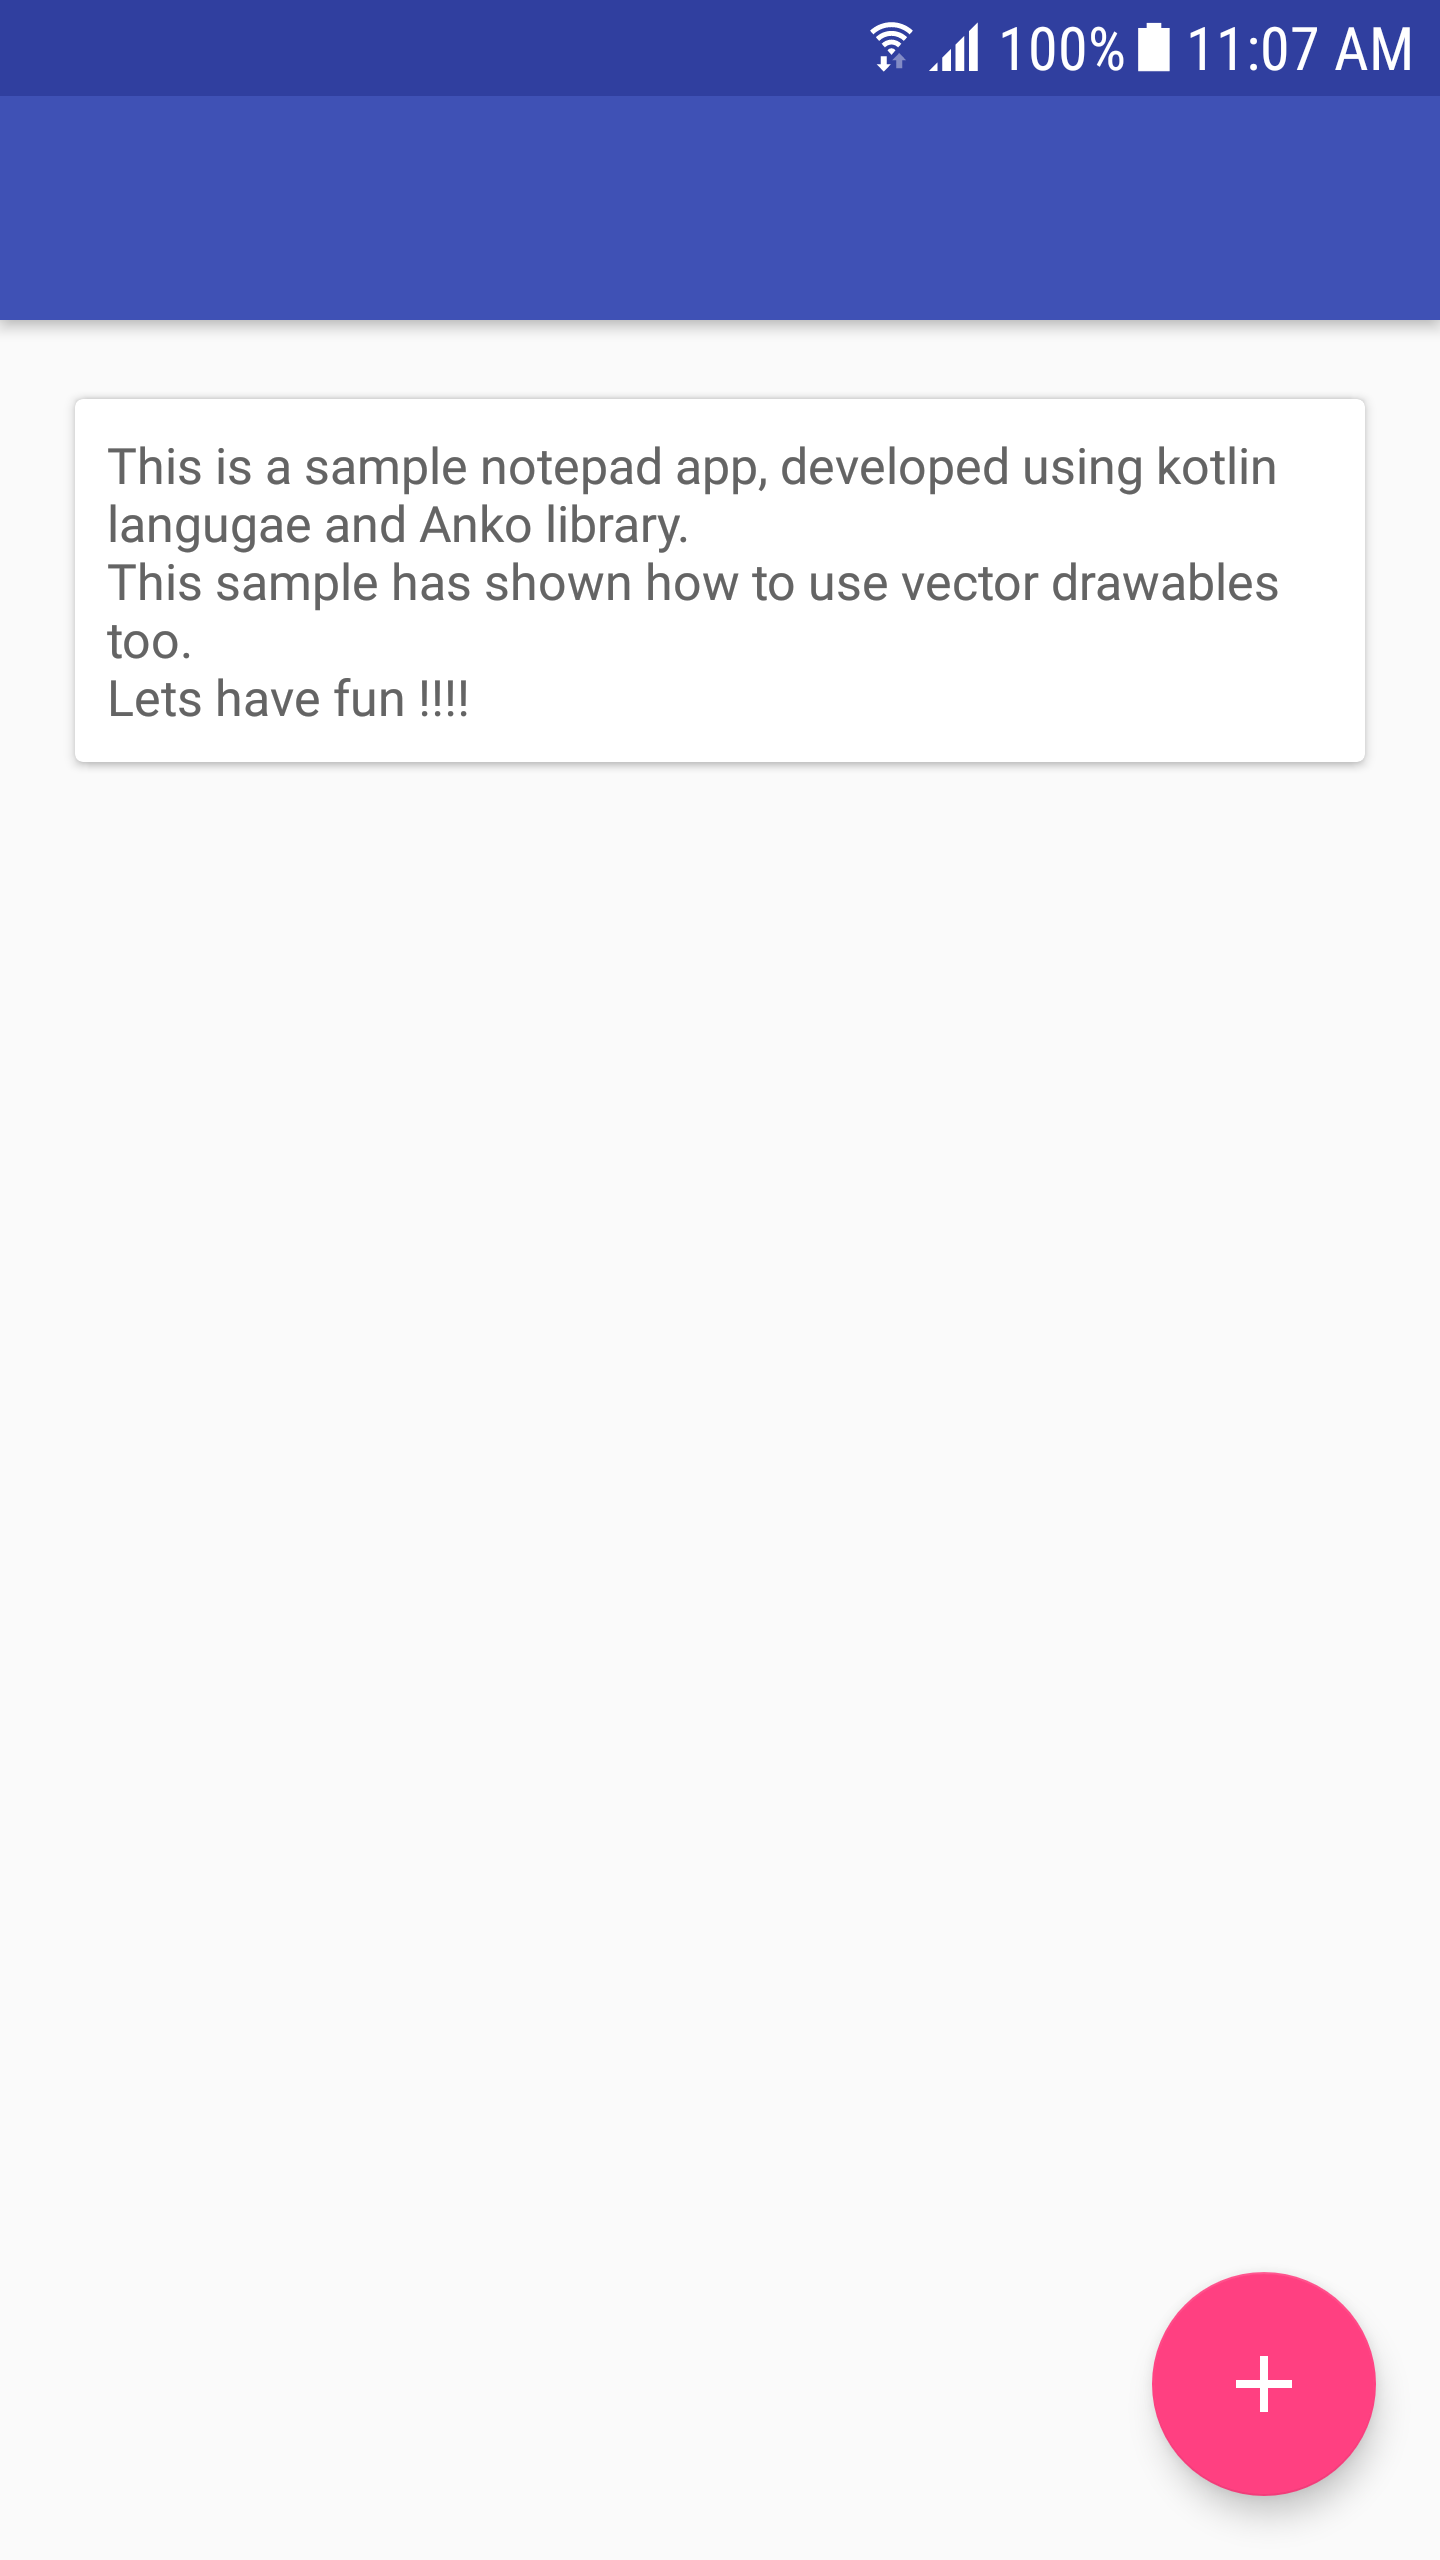 100% 11:07 AM
This is a sample notepad app, developed using kotlin
langugae and Anko library.
This sample has shown how to use vector drawables
too.
Lets have fun !!!!